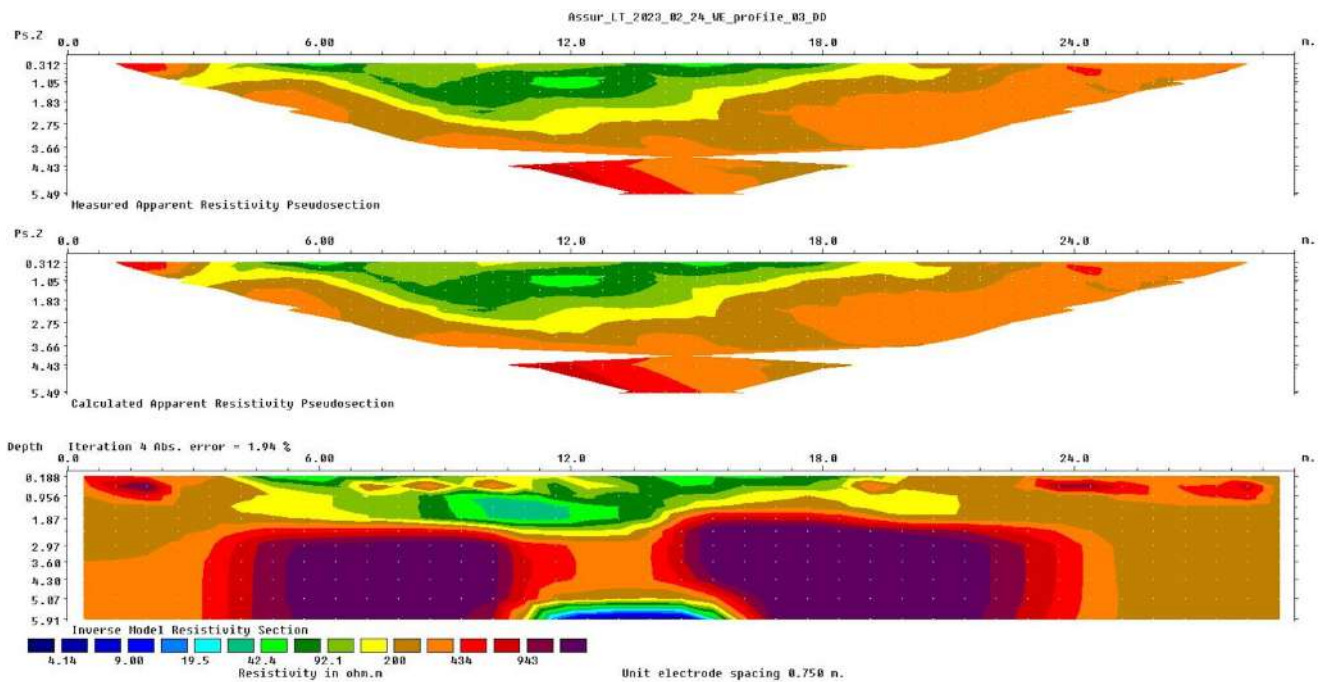 Assur_LT_2023_02_24_WE_profile_03_DD
Ps.Z 0.0 6.00 12.0 18.0 24.0 m.
0.312
1.05
1.83
2.75
3.66
4.43
5.49
Measured Apparent Resistivity Pseudosection
Ps.Z 0.0 6.00 12.0 18.0 24.0 m.
0.312
1.05
1.83
2.75
3.66
4.43
5.49
Calculated Apparent Resistivity Pseudosection
Depth Iteration 4 Abs. error = 1.94 %
0.0 6.00 12.0 18.0 24.0 m.
0.188
0.956
1.87
2.97
3.60
4.30
5.07
5.91
Inverse Model Resistivity Section
4.14 9.00 19.5 42.4 92.1 200 434 943
Resistivity in ohm.m Unit electrode spacing 0.750 m.